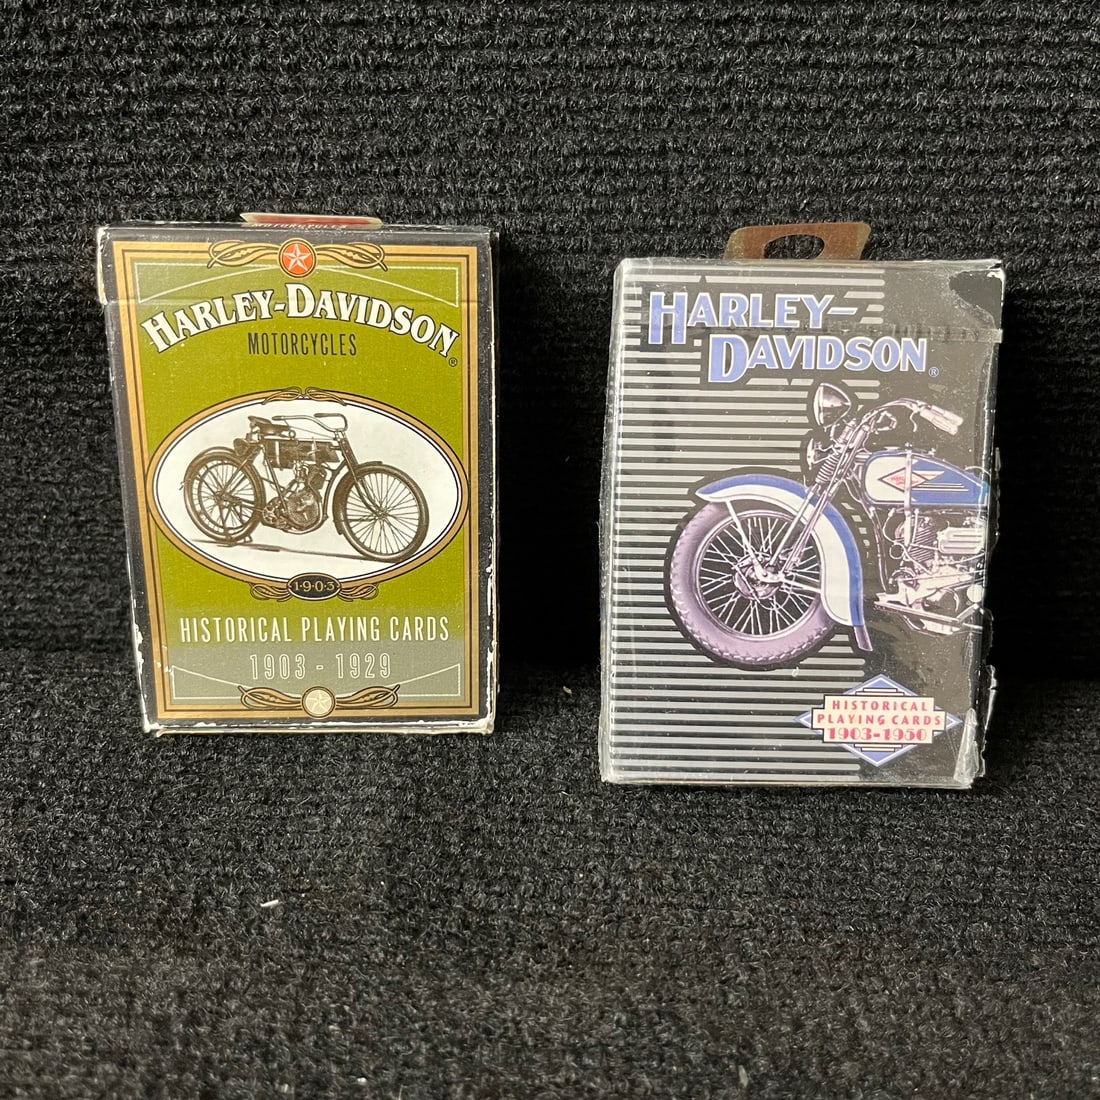 MOTORCYCLES
HARLEY-DAVIDSON
MOTORCYCLES
®
1·9·0·3
HISTORICAL PLAYING CARDS
1903 - 1929
HARLEY-
DAVIDSON®
HISTORICAL
PLAYING CARDS
1903-1950